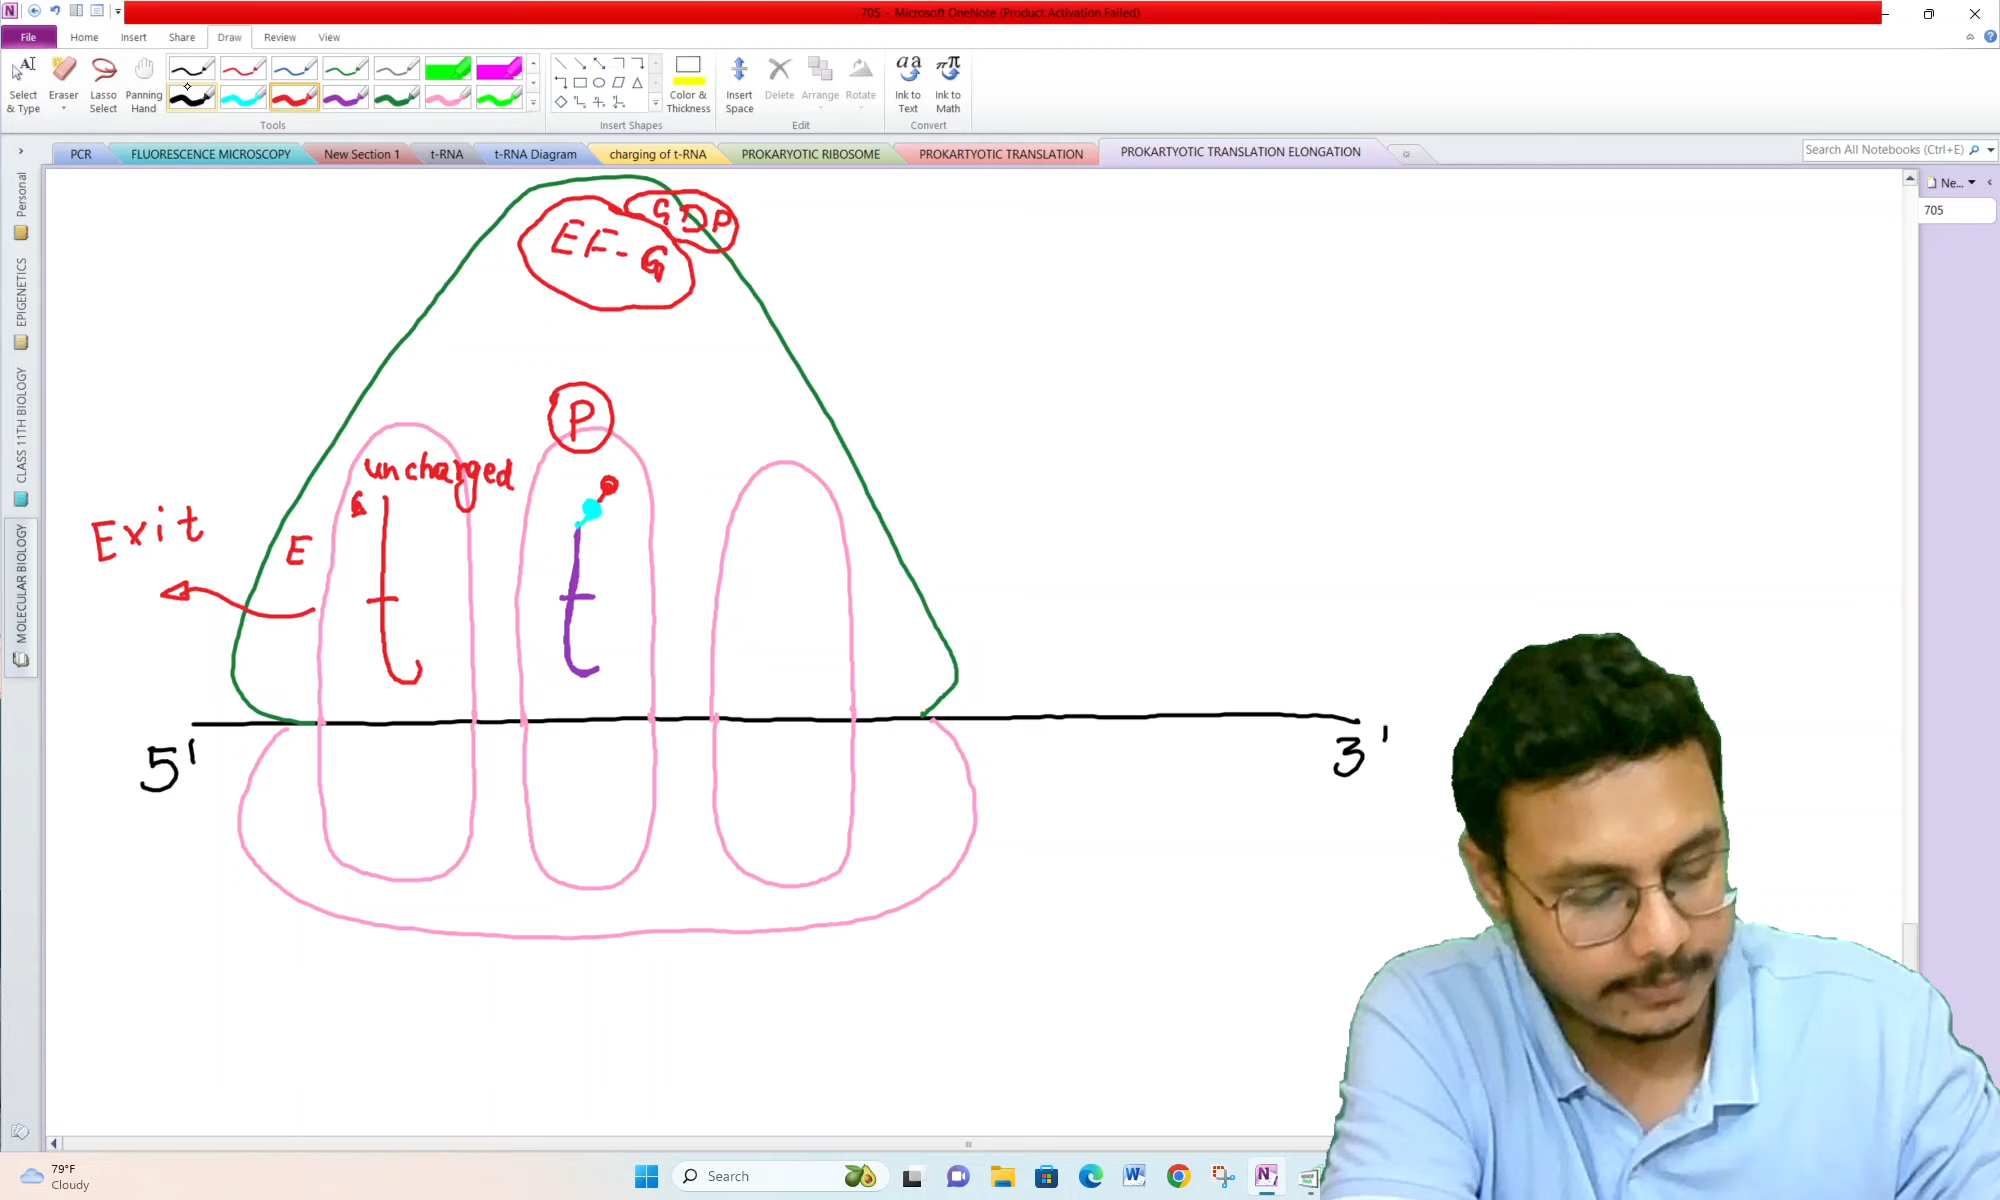 705 - Microsoft OneNote (Product Activation Failed)
File Home Insert Share Draw Review View
Select & Type
Eraser
Lasso Select
Panning Hand
Color & Thickness
Insert Space
Delete
Arrange
Rotate
Ink to Text
Ink to Math
Tools
Insert Shapes
Edit
Convert
PCR
FLUORESCENCE MICROSCOPY
New Section 1
t-RNA
t-RNA Diagram
charging of t-RNA
PROKARYOTIC RIBOSOME
PROKARTYOTIC TRANSLATION
PROKARTYOTIC TRANSLATION ELONGATION
Search All Notebooks (Ctrl+E)
Ne...
705
Personal
EPIGENETICS
CLASS 11TH BIOLOGY
MOLECULAR BIOLOGY
GDP
EF-G
P
uncharged
Exit
E
5'
3'
79°F
Cloudy
Search